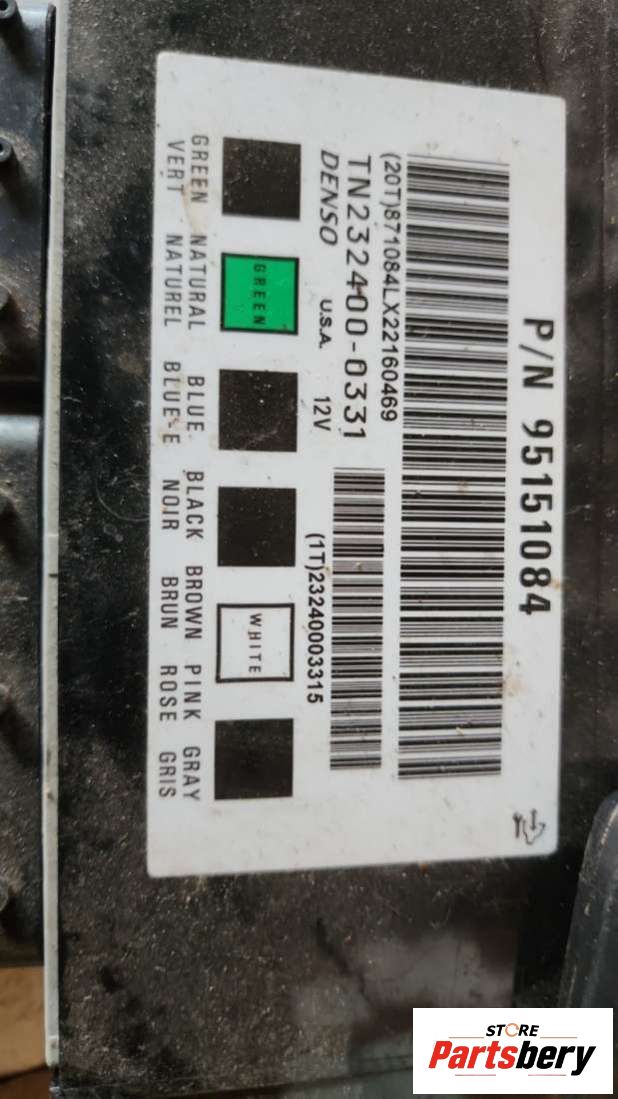 P/N 95151084
(20T)871084LX22160469
TN232400-0331
DENSO U.S.A. 12V
(1T)23240003315
GREEN
WHITE
GREEN NATURAL BLUE BLACK BROWN PINK GRAY
VERT NATUREL BLUE E NOIR BRUN ROSE GRIS
STORE
Partsbery